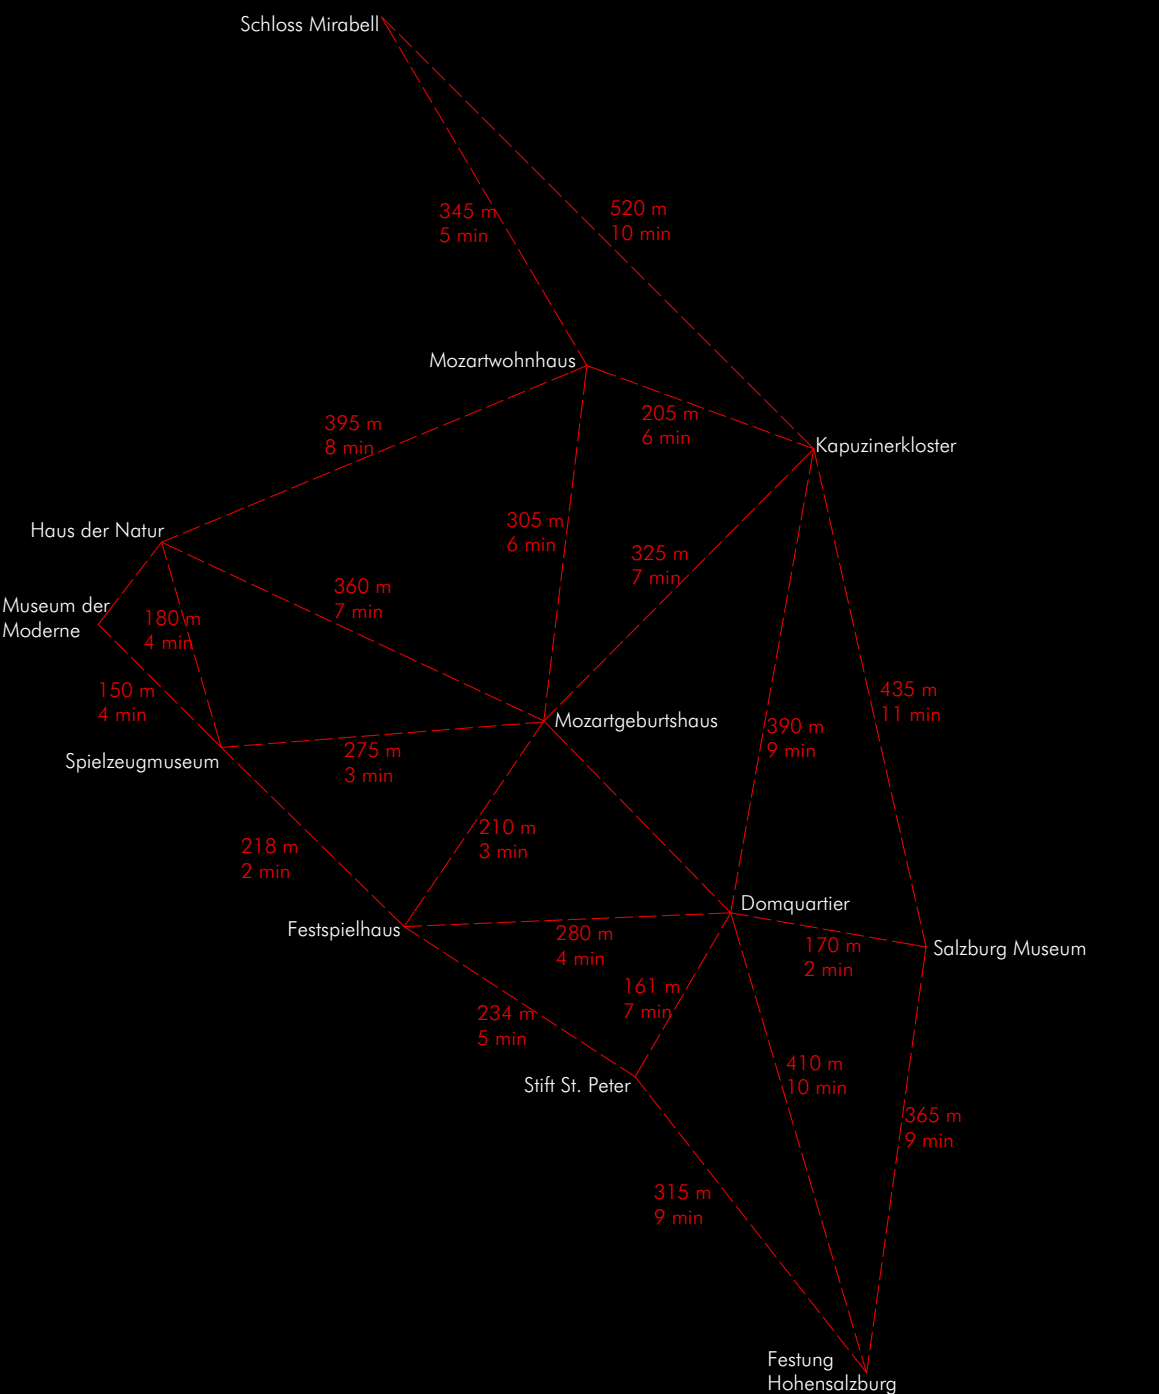 Schloss Mirabell
345 m
5 min
520 m
10 min
Mozartwohnhaus
395 m
8 min
205 m
6 min
Kapuzinerkloster
Haus der Natur
305 m
6 min
325 m
7 min
360 m
7 min
Museum der
Moderne
180 m
4 min
150 m
4 min
435 m
11 min
Mozartgeburtshaus
390 m
9 min
Spielzeugmuseum
275 m
3 min
218 m
2 min
210 m
3 min
Domquartier
Festspielhaus
280 m
4 min
170 m
2 min
Salzburg Museum
161 m
7 min
234 m
5 min
Stift St. Peter
410 m
10 min
365 m
9 min
315 m
9 min
Festung
Hohensalzburg